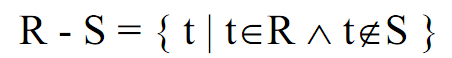 R - S = { t | t∈R ∧ t∉S }